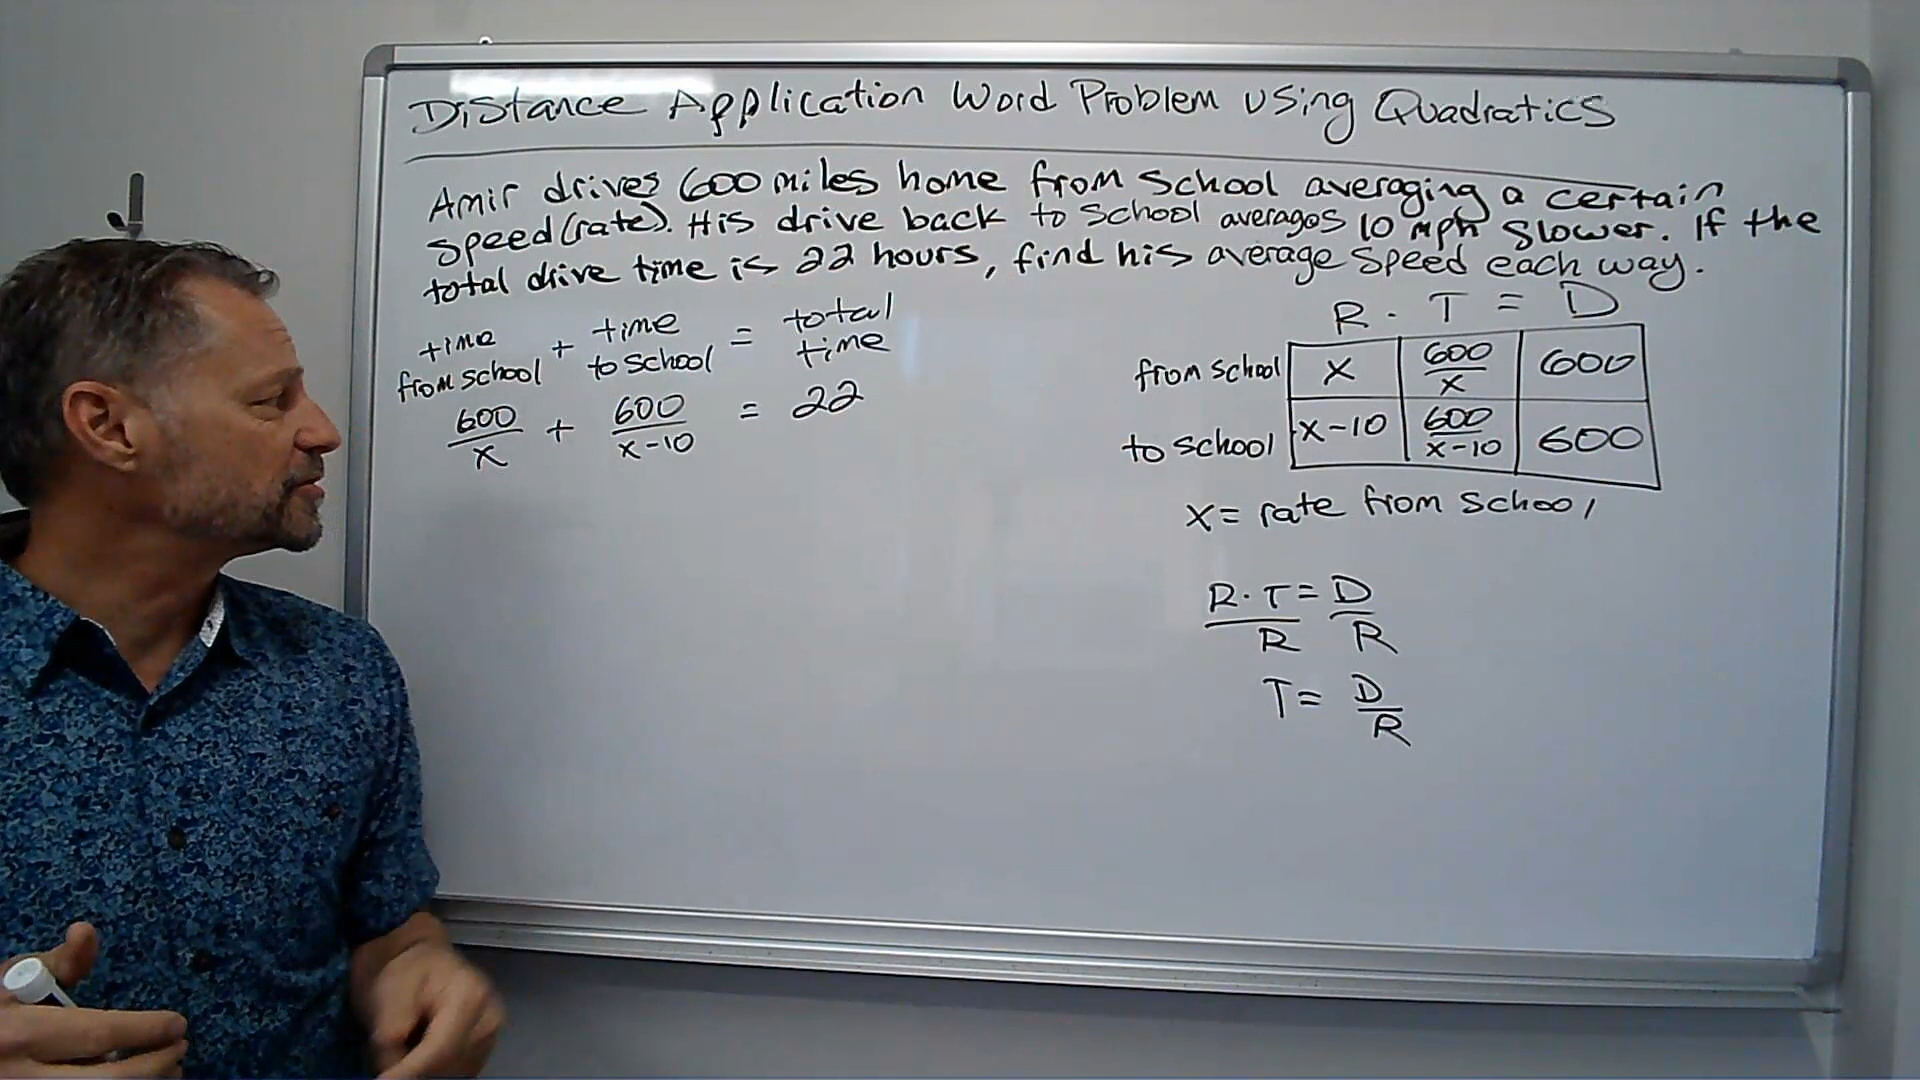 Distance Application Word Problem using Quadratics
Amir drives 600 miles home from school averaging a certain
speed (rate). His drive back to school averages 10 mph slower. If the
total drive time is 22 hours, find his average speed each way.
time from school + time to school = total time
600/x + 600/x-10 = 22
R . T = D
from school x 600/x 600
to school x-10 600/x-10 600
x = rate from school
R·T/R = D/R
T = D/R